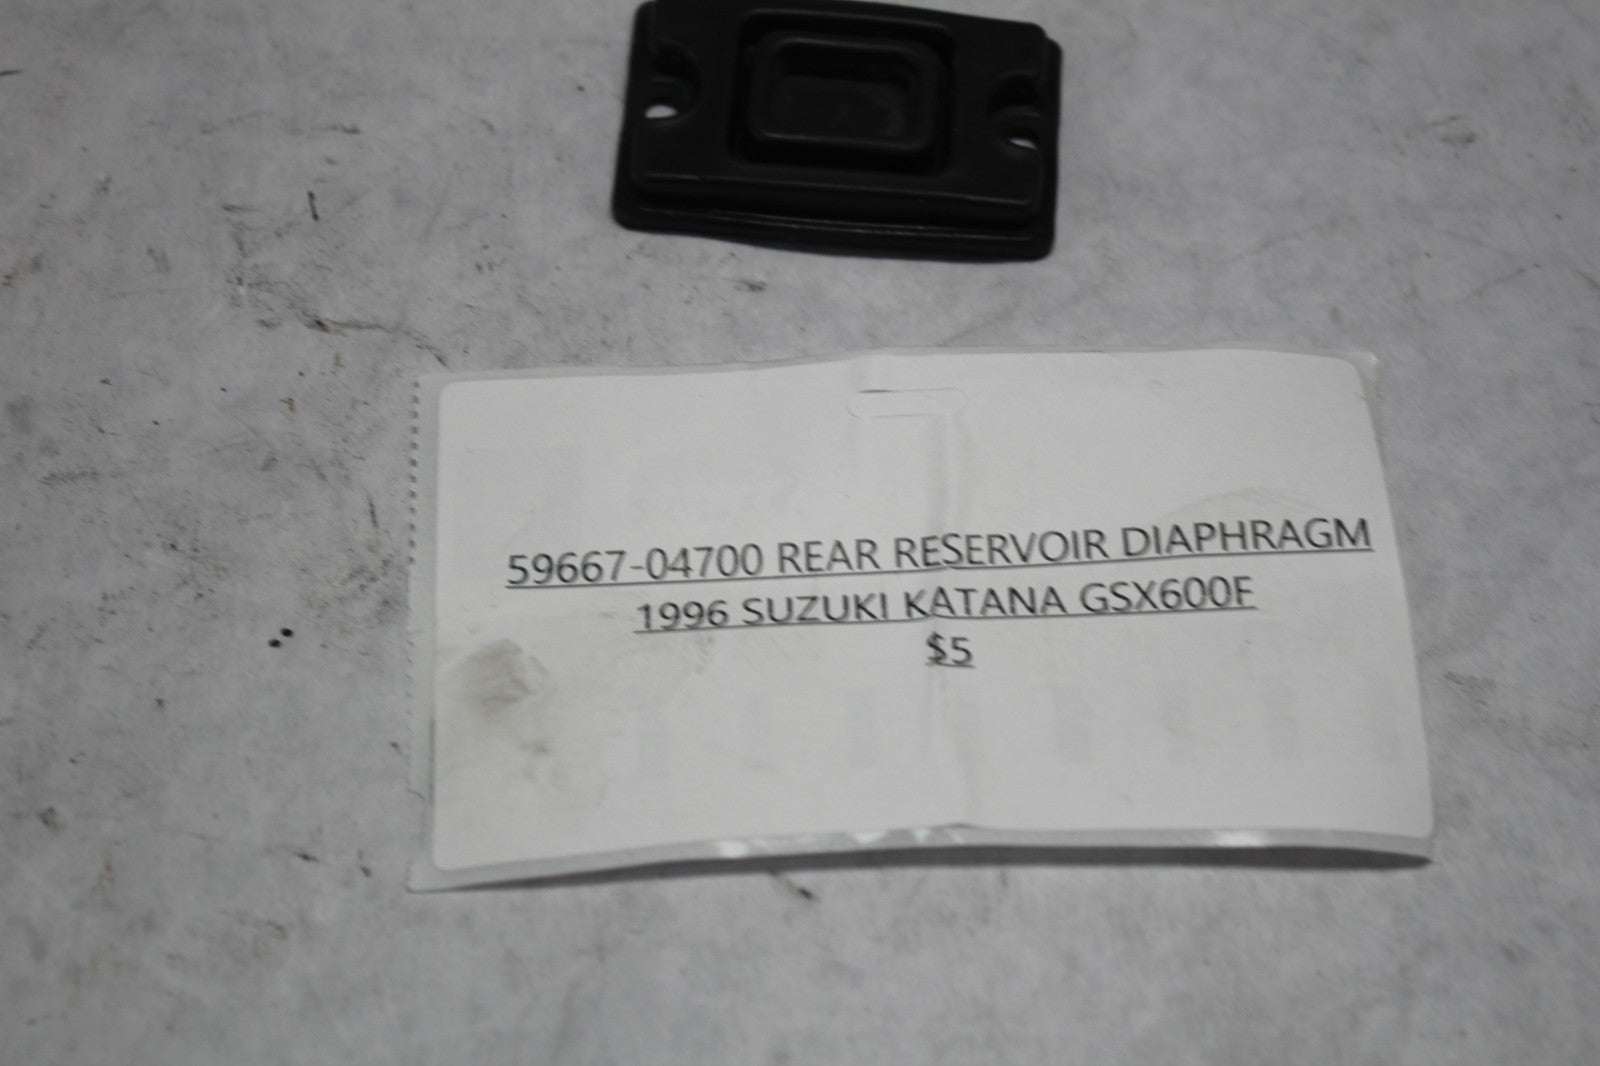 59667-04700 REAR RESERVOIR DIAPHRAGM
1996 SUZUKI KATANA GSX600F
$5